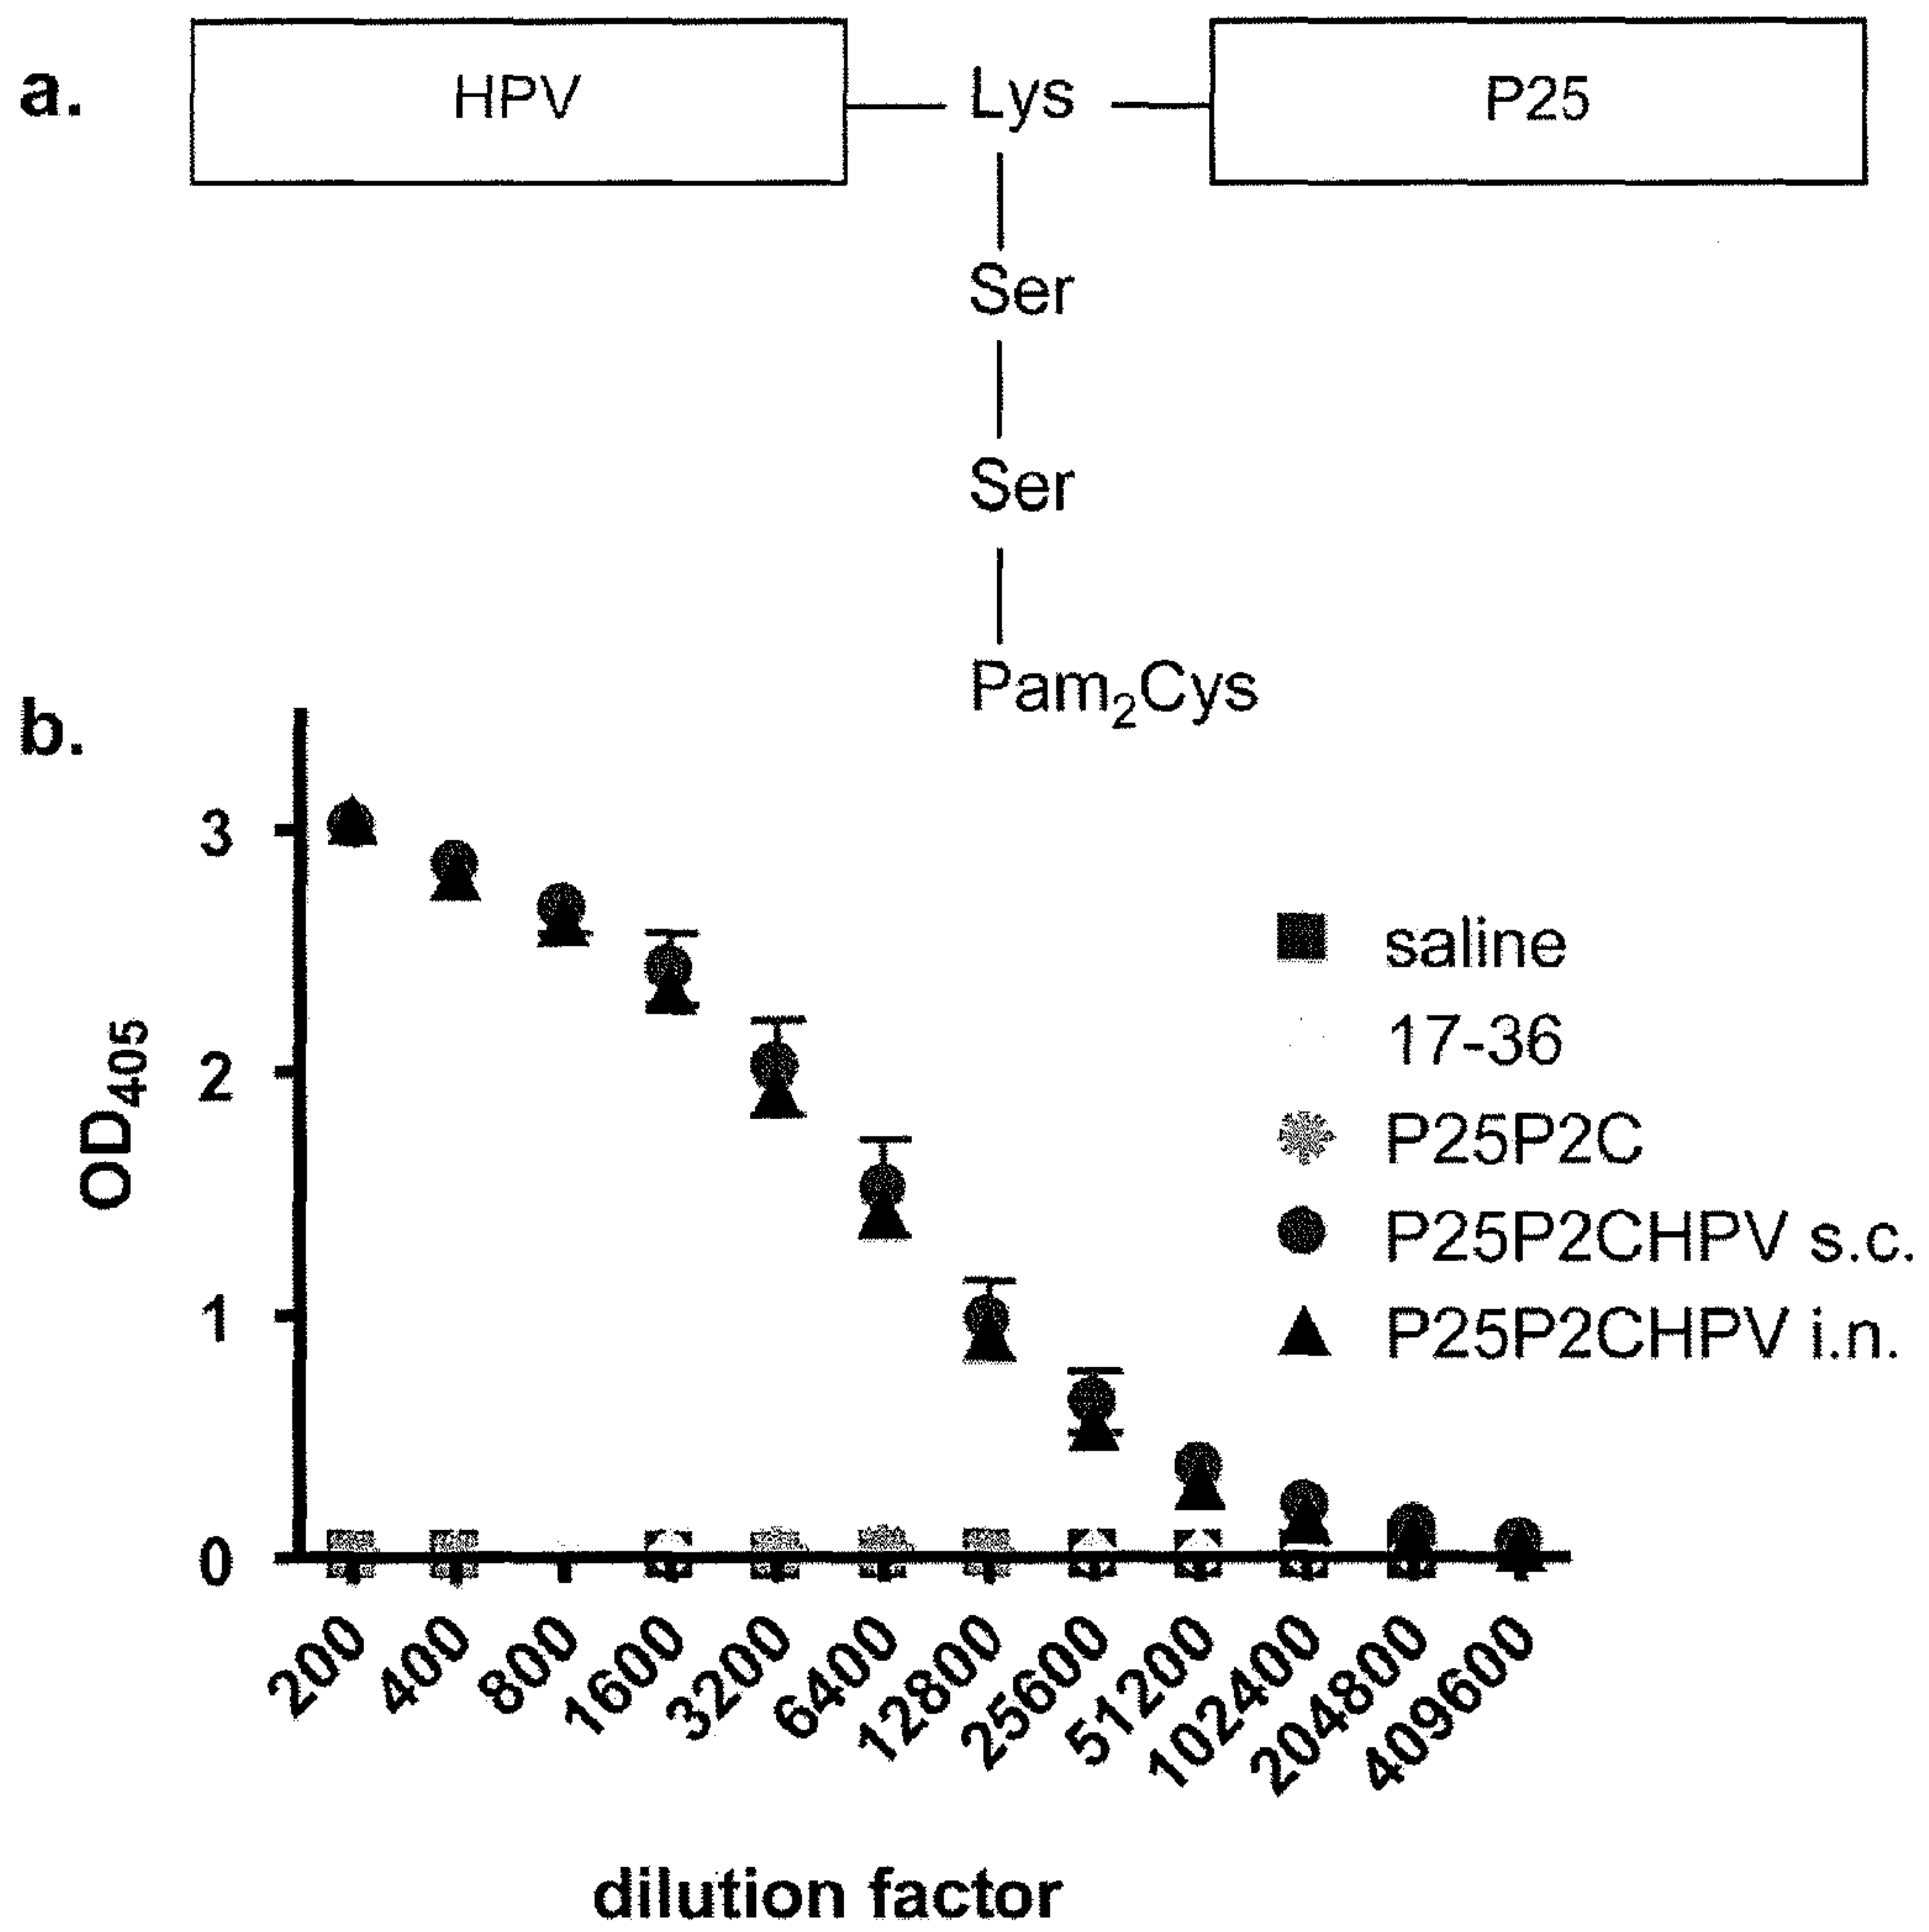 a.
HPV Lys P25
Ser
Ser
Pam₂Cys
b.
3
2
1
0
OD₄₀₅
saline
17-36
P25P2C
P25P2CHPV s.c.
P25P2CHPV i.n.
200 400 800 1600 3200 6400 12800 25600 51200 102400 204800 409600
dilution factor